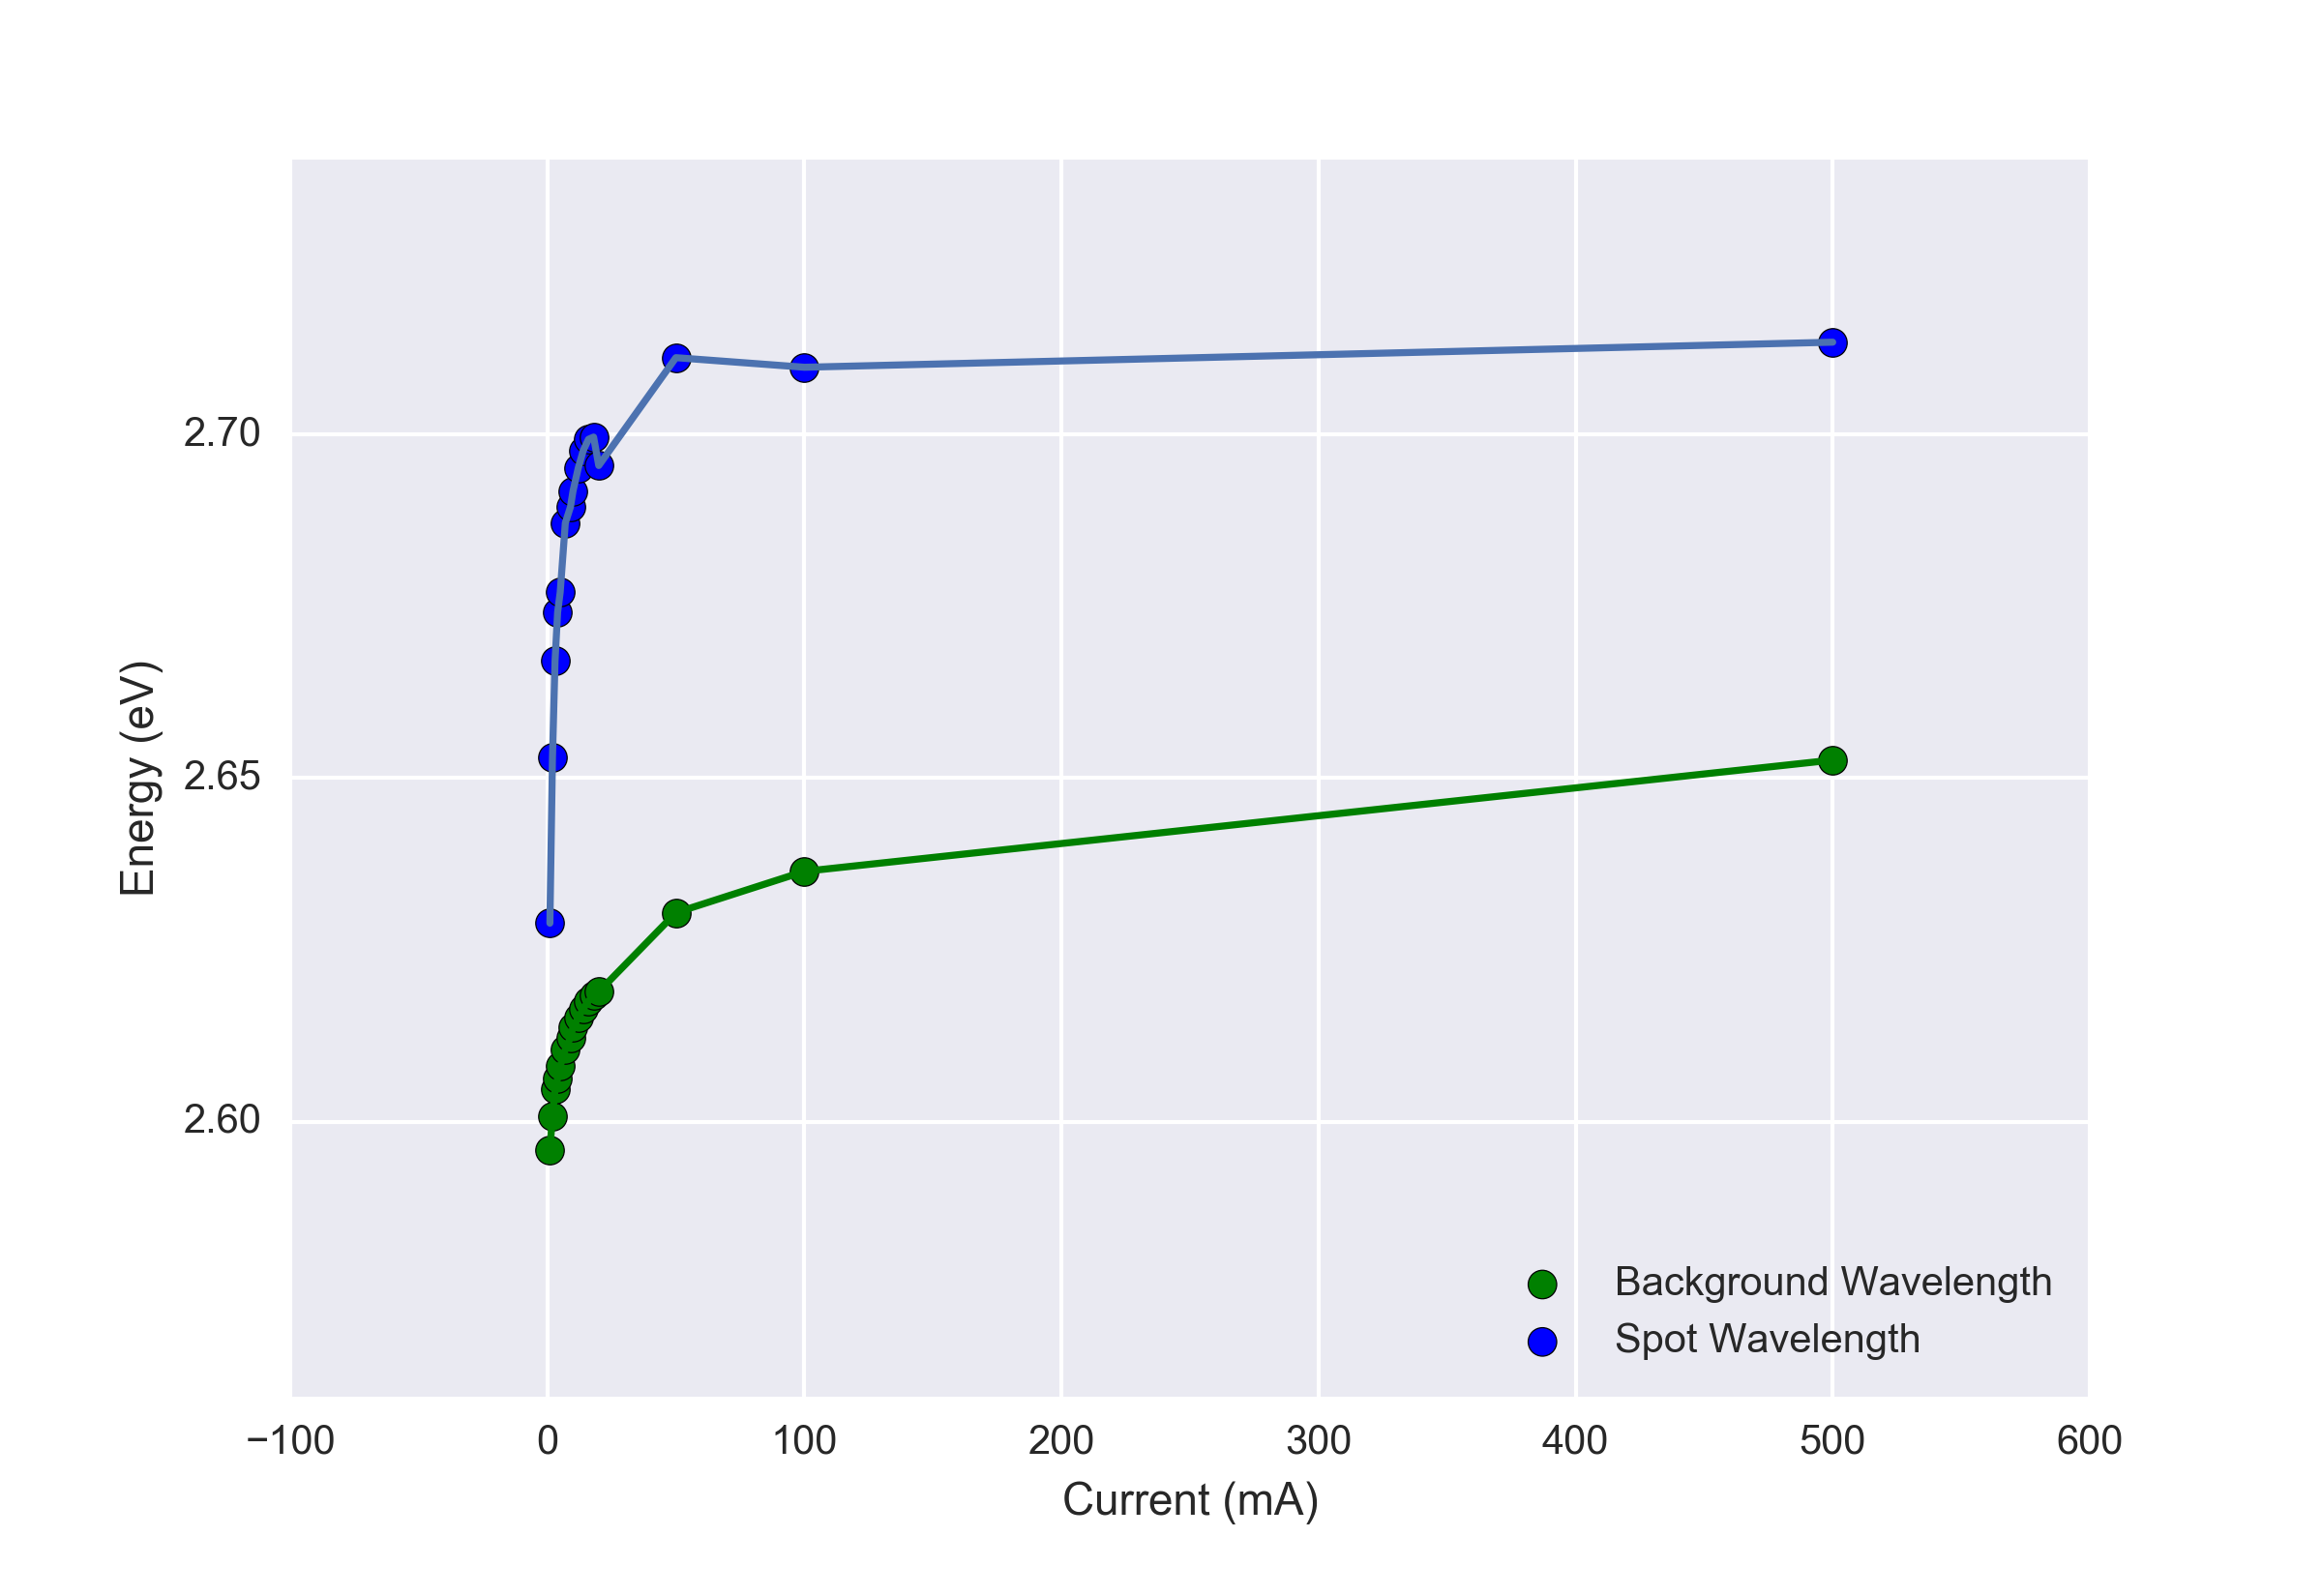 2.70
2.65
2.60
Energy (eV)
Background Wavelength
Spot Wavelength
−100 0 100 200 300 400 500 600
Current (mA)